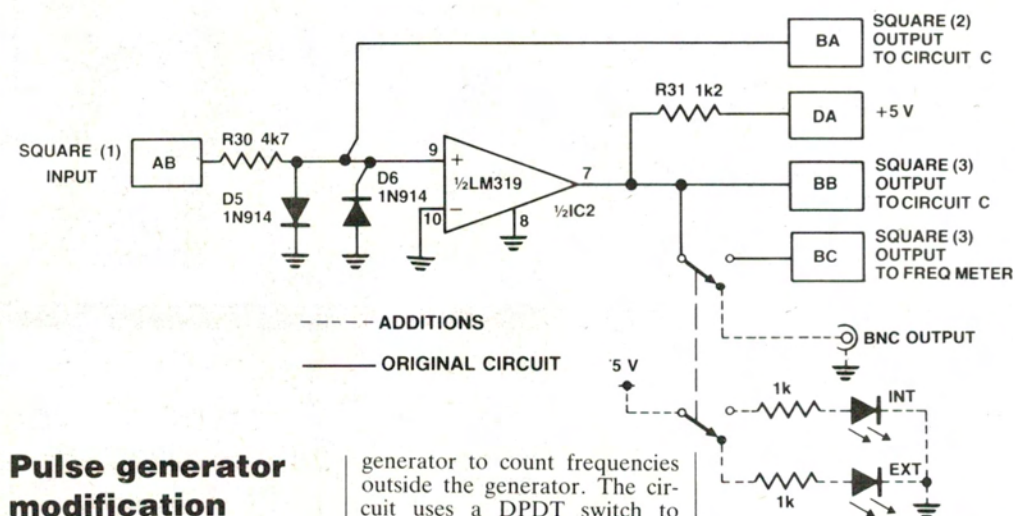 SQUARE (2)
OUTPUT
TO CIRCUIT C
BA
R31 1k2
DA
+5 V
SQUARE (1)
INPUT
AB
R30 4k7
9
+
½LM319
7
½IC2
D5
1N914
D6
1N914
10
−
8
BB
SQUARE (3)
OUTPUT
TO CIRCUIT C
BC
SQUARE (3)
OUTPUT
TO FREQ METER
ADDITIONS
ORIGINAL CIRCUIT
BNC OUTPUT
5 V
1k
INT
1k
EXT
Pulse generator
modification
generator to count frequencies
outside the generator. The cir-
cuit uses a DPDT switch to